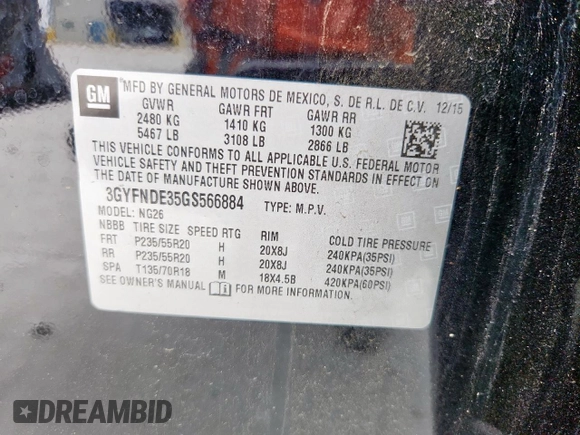 GM
MFD BY GENERAL MOTORS DE MEXICO, S. DE R.L. DE C.V. 12/15
GVWR GAWR FRT GAWR RR
2480 KG 1410 KG 1300 KG
5467 LB 3108 LB 2866 LB
THIS VEHICLE CONFORMS TO ALL APPLICABLE U.S. FEDERAL MOTOR
VEHICLE SAFETY AND THEFT PREVENTION STANDARDS IN EFFECT ON
THE DATE OF MANUFACTURE SHOWN ABOVE.
3GYFNDE35GS566884 TYPE: M.P.V.
MODEL: NG26
NBBB TIRE SIZE SPEED RTG RIM COLD TIRE PRESSURE
FRT P235/55R20 H 20X8J 240KPA(35PSI)
RR P235/55R20 H 20X8J 240KPA(35PSI)
SPA T135/70R18 M 18X4.5B 420KPA(60PSI)
SEE OWNER'S MANUAL FOR MORE INFORMATION.
DREAMBID